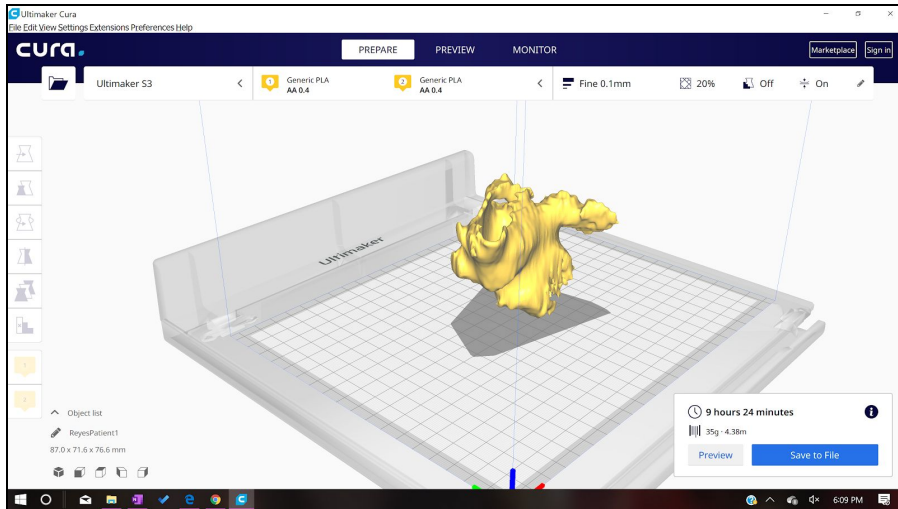 Ultimaker Cura
File Edit View Settings Extensions Preferences Help
cura.
PREPARE PREVIEW MONITOR
Marketplace Sign in
Ultimaker S3
1 Generic PLA
AA 0.4
2 Generic PLA
AA 0.4
Fine 0.1mm 20% Off On
Ultimaker
Object list
ReyesPatient1
87.0 x 71.6 x 76.6 mm
9 hours 24 minutes
35g · 4.38m
Preview Save to File
6:09 PM